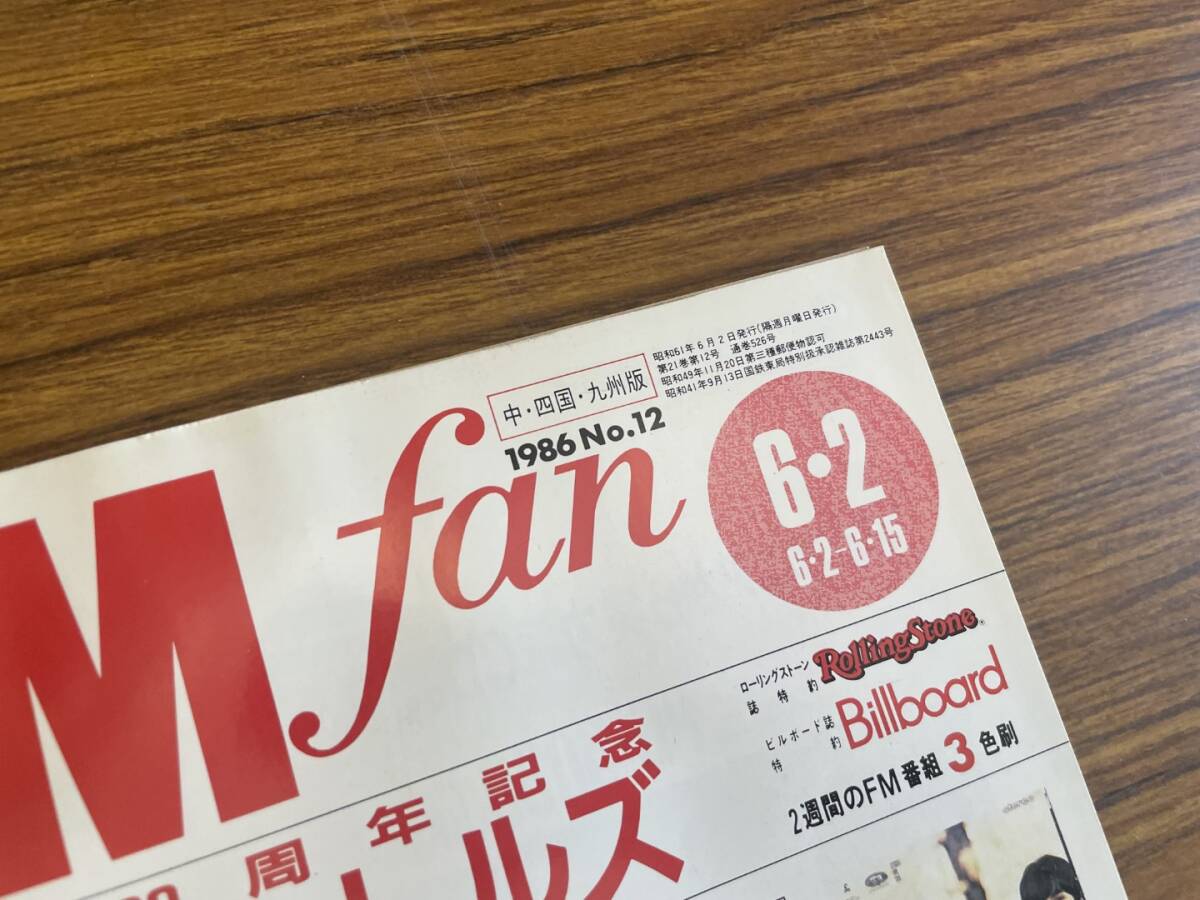 昭和61年6月2日発行(隔週月曜日発行)
第21巻第12号 通巻526号
昭和49年11月20日第三種郵便物認可
昭和41年9月13日国鉄東局特別扱承認雑誌第2443号
中・四国・九州版
1986 No.12
M fan
6・2
6・2-6・15
ローリングストーン
誌特約
RollingStone®
ビルボード誌
特約
Billboard
2週間のFM番組3色刷
周年記念
ルズ